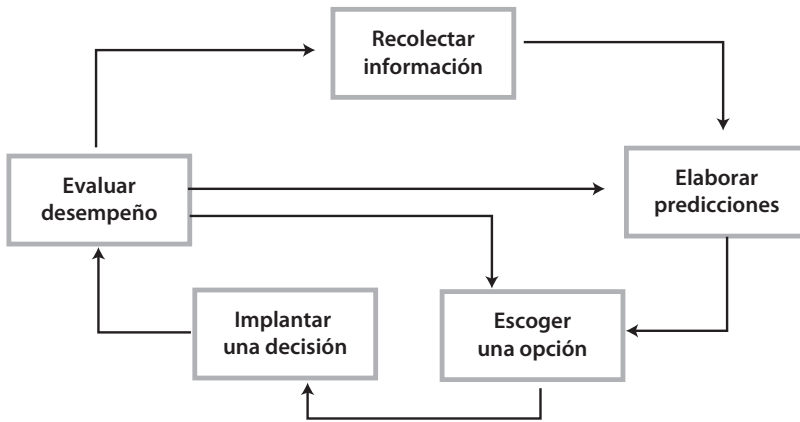 Recolectar
información
Evaluar
desempeño
Elaborar
predicciones
Implantar
una decisión
Escoger
una opción